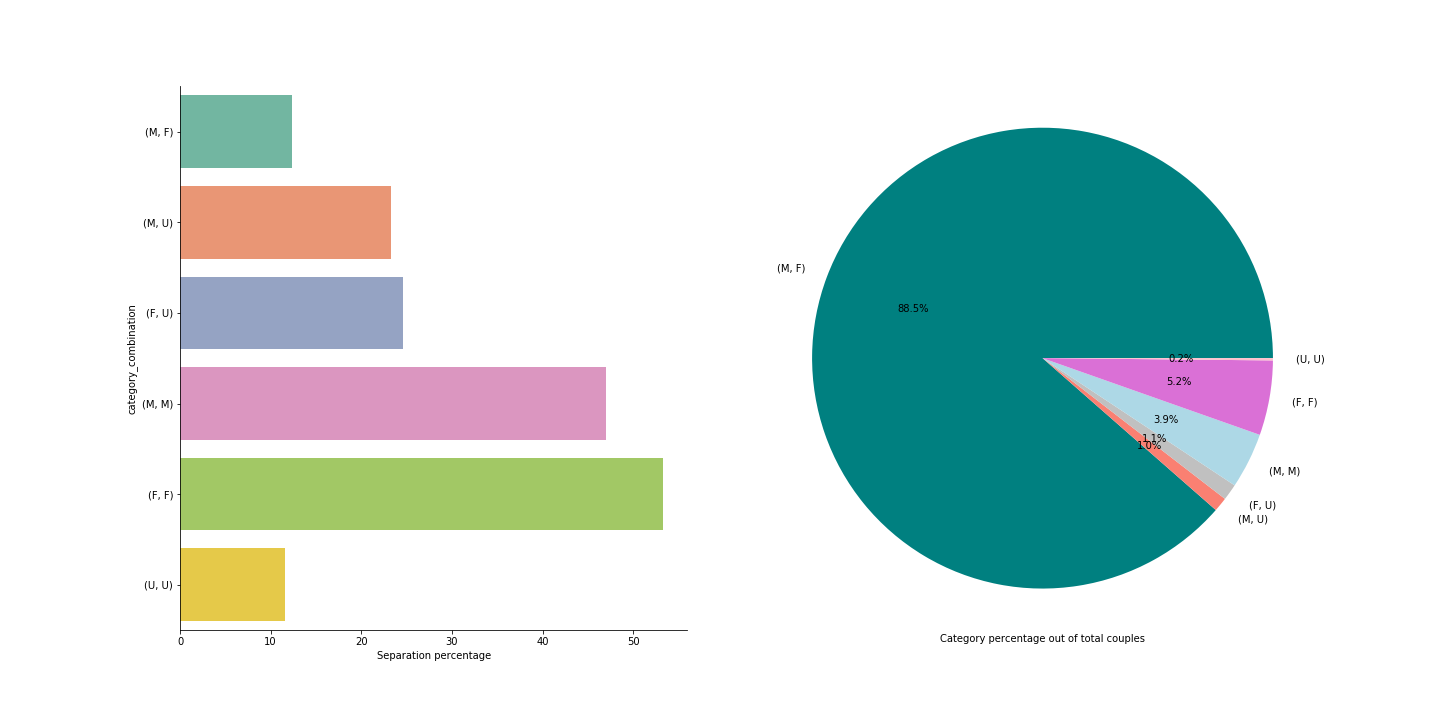 category_combination
(M, F)
(M, U)
(F, U)
(M, M)
(F, F)
(U, U)
0
10
20
30
40
50
Separation percentage
(M, F)
88.5%
0.2%
(U, U)
5.2%
(F, F)
3.9%
(M, M)
1.1%
(F, U)
1.0%
(M, U)
Category percentage out of total couples